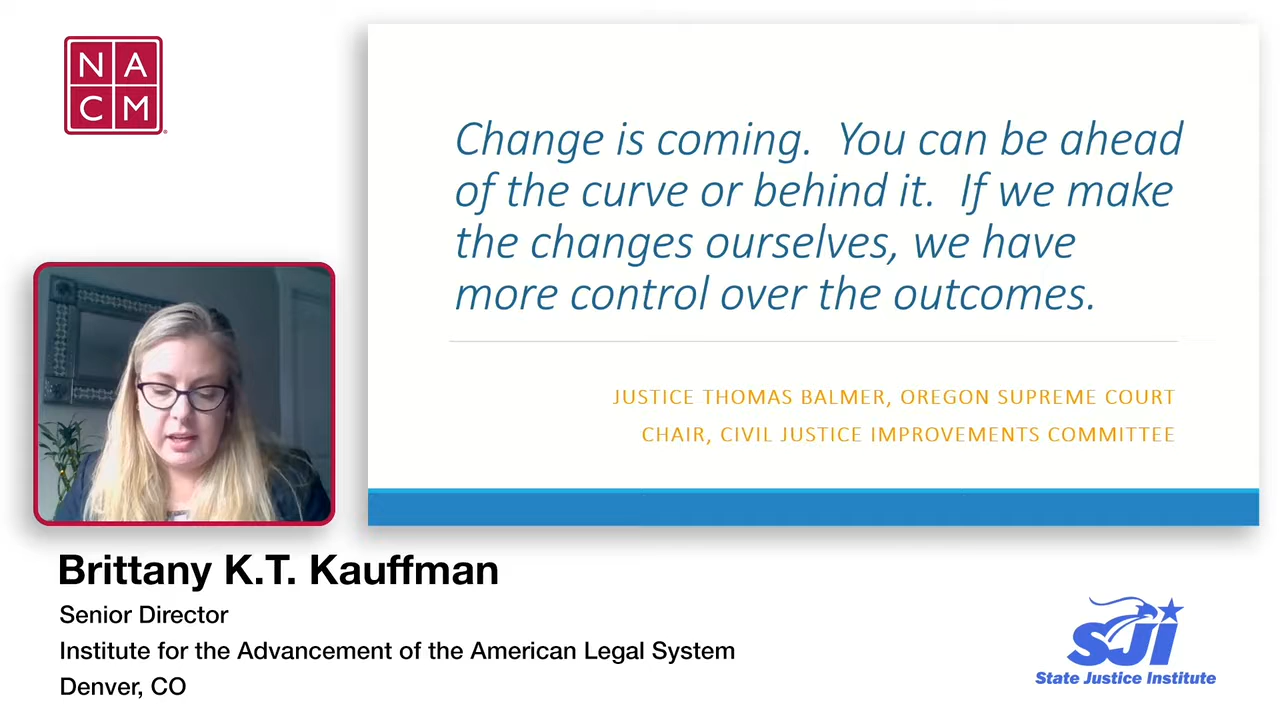 N A
C M
Change is coming. You can be ahead
of the curve or behind it. If we make
the changes ourselves, we have
more control over the outcomes.
JUSTICE THOMAS BALMER, OREGON SUPREME COURT
CHAIR, CIVIL JUSTICE IMPROVEMENTS COMMITTEE
Brittany K.T. Kauffman
Senior Director
Institute for the Advancement of the American Legal System
Denver, CO
SJI
State Justice Institute